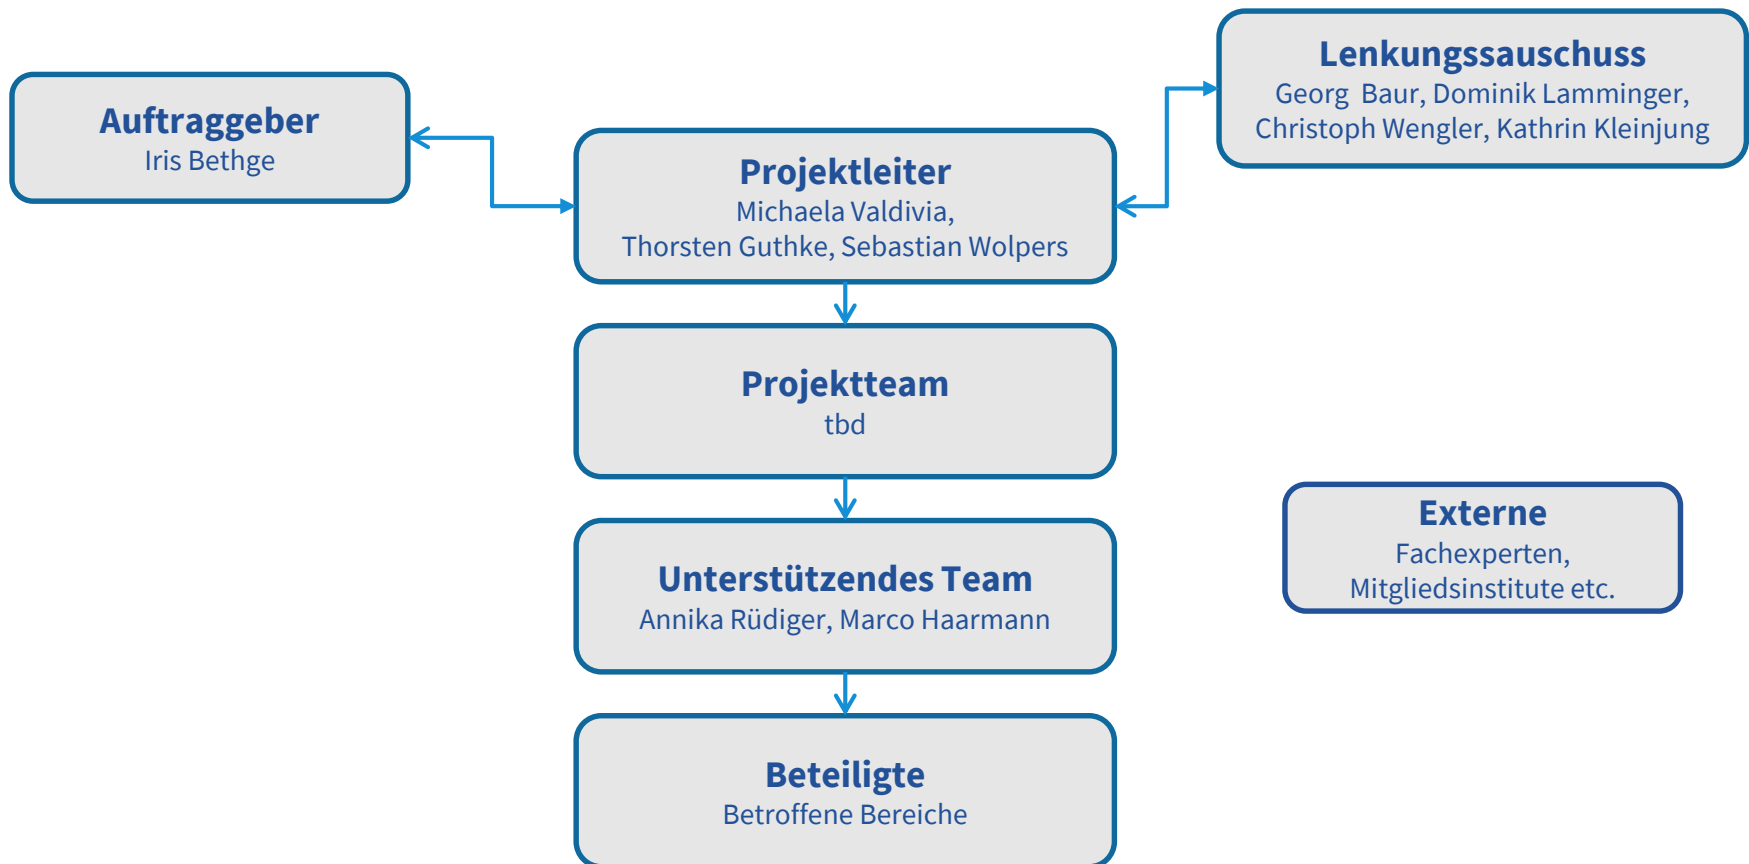 Auftraggeber
Iris Bethge
Lenkungssauschuss
Georg  Baur, Dominik Lamminger,
Christoph Wengler, Kathrin Kleinjung
Projektleiter
Michaela Valdivia,
Thorsten Guthke, Sebastian Wolpers
Projektteam
tbd
Unterstützendes Team
Annika Rüdiger, Marco Haarmann
Externe
Fachexperten,
Mitgliedsinstitute etc.
Beteiligte
Betroffene Bereiche